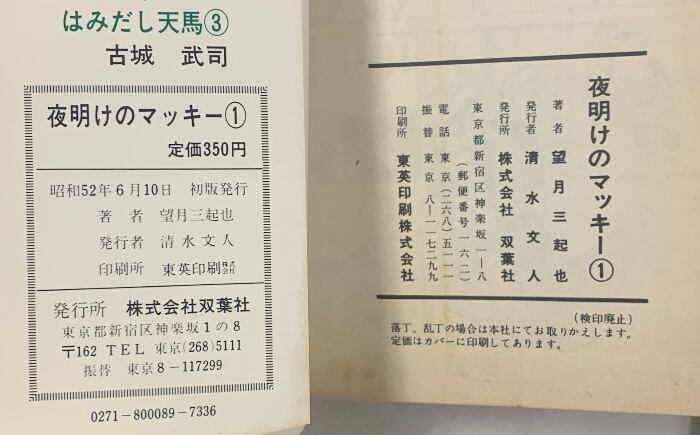 はみだし天馬③
古城 武司
夜明けのマッキー①
定価350円
昭和52年6月10日 初版発行
著 者 望月三起也
発行者 清水文人
印刷所 東英印刷株式会社
発行所 株式会社双葉社
東京都新宿区神楽坂1の8
〒162 TEL 東京(268)5111
振替 東京8-117299
0271-800089-7336
夜明けのマッキー①
著者 望月三起也
発行者 清水文人
発行所 株式会社 双葉社
東京都新宿区神楽坂一ー八
(郵便番号一六二)
電話 東京(二六八)五一一一
振替 東京 八ー一一七二九九
印刷所 東英印刷株式会社
(検印廃止)
落丁、乱丁の場合は本社にてお取りかえします。
定価はカバーに印刷してあります。